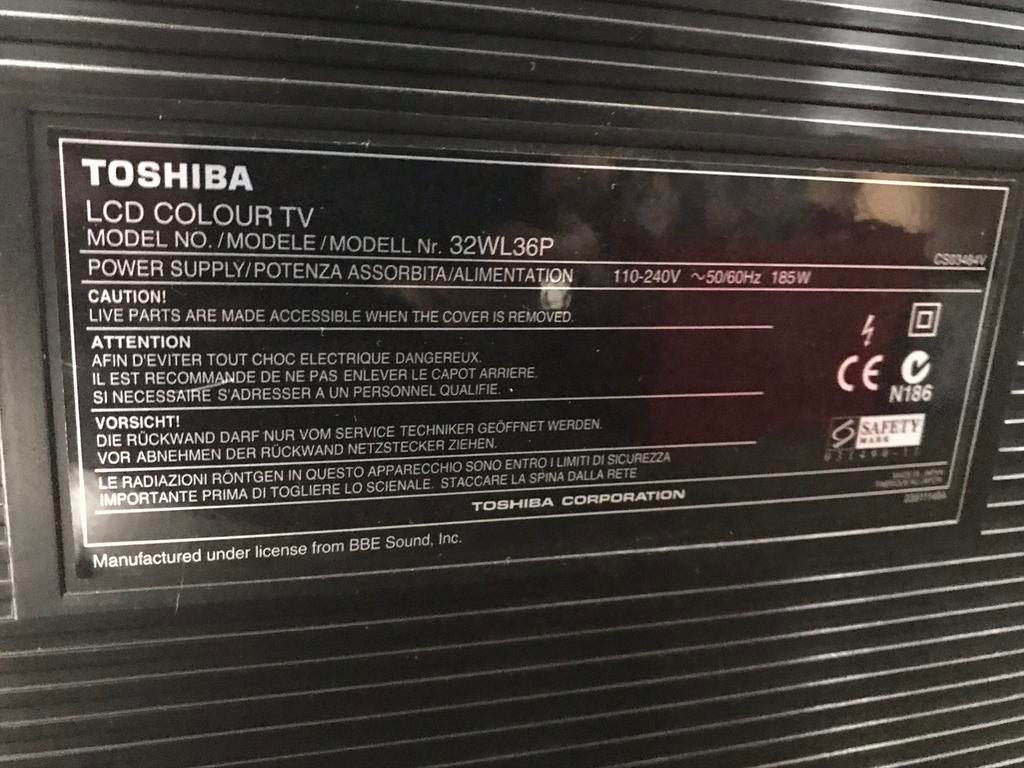 TOSHIBA
LCD COLOUR TV
MODEL NO./MODELE/MODELL Nr. 32WL36P
CS03484V
POWER SUPPLY/POTENZA ASSORBITA/ALIMENTATION 110-240V ~50/60Hz 185W
CAUTION!
LIVE PARTS ARE MADE ACCESSIBLE WHEN THE COVER IS REMOVED.
ATTENTION
AFIN D'EVITER TOUT CHOC ELECTRIQUE DANGEREUX.
IL EST RECOMMANDE DE NE PAS ENLEVER LE CAPOT ARRIERE.
SI NECESSAIRE S'ADRESSER A UN PERSONNEL QUALIFIE.
CE
N186
VORSICHT!
DIE RÜCKWAND DARF NUR VOM SERVICE TECHNIKER GEÖFFNET WERDEN.
VOR ABNEHMEN DER RÜCKWAND NETZSTECKER ZIEHEN.
SAFETY
MARK
LE RADIAZIONI RÖNTGEN IN QUESTO APPARECCHIO SONO ENTRO I LIMITI DI SICUREZZA
IMPORTANTE PRIMA DI TOGLIERE LO SCIENALE. STACCARE LA SPINA DALLA RETE
MADE IN JAPAN
TOSHIBA CORPORATION
Manufactured under license from BBE Sound, Inc.